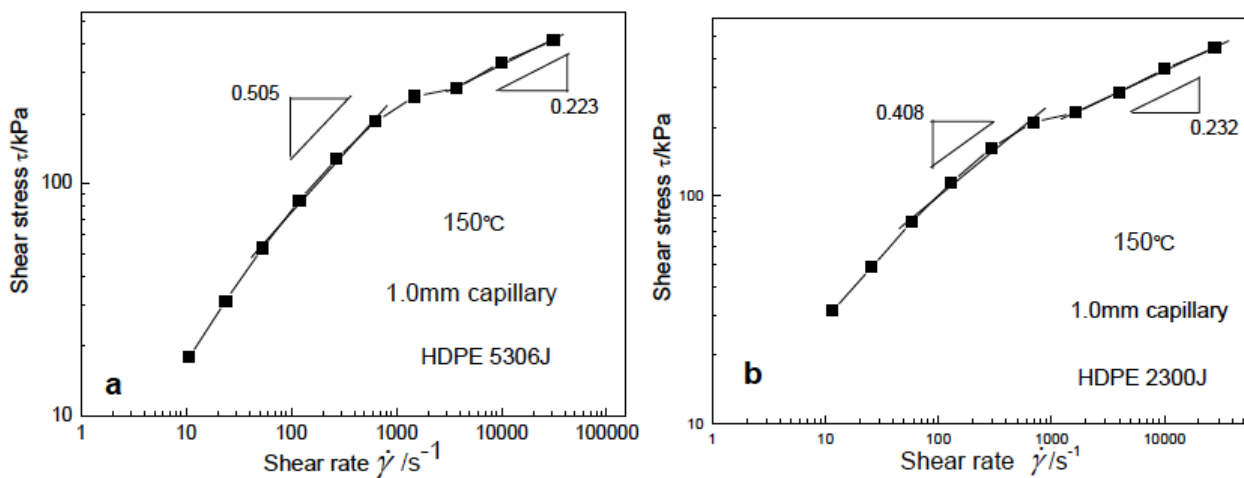 Shear stress τ/kPa
100
10
0.505
0.223
150℃
1.0mm capillary
HDPE 5306J
a
1
10
100
1000
10000
100000
Shear rate γ̇ /s⁻¹
Shear stress τ/kPa
100
10
0.408
0.232
150℃
1.0mm capillary
HDPE 2300J
b
1
10
100
1000
10000
Shear rate γ̇ /s⁻¹